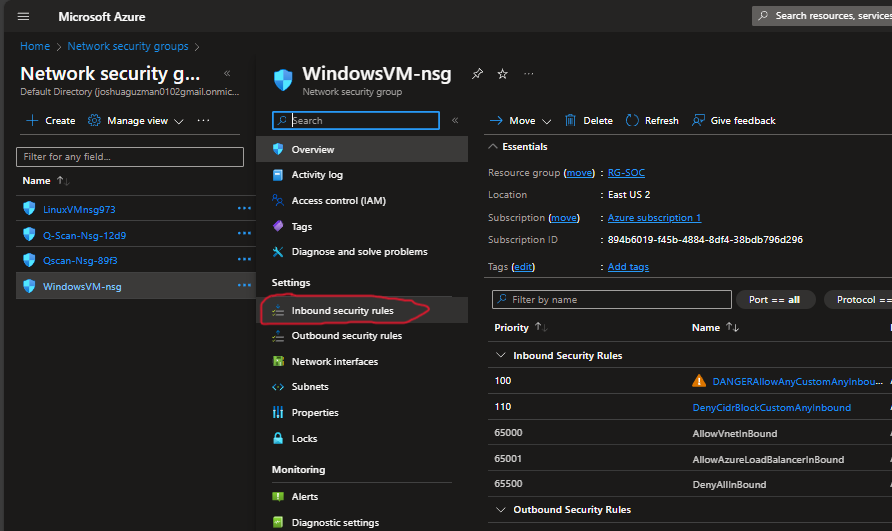 Microsoft Azure
Search resources, services
Home > Network security groups >
Network security g... «
Default Directory (joshuaguzman0102gmail.onmic...
+ Create Manage view ···
Filter for any field...
Name ↑↓
LinuxVMnsg973 ···
Q-Scan-Nsg-12d9 ···
Qscan-Nsg-89f3 ···
WindowsVM-nsg ···
WindowsVM-nsg ···
Network security group
Search «
Overview
Activity log
Access control (IAM)
Tags
Diagnose and solve problems
Settings
Inbound security rules
Outbound security rules
Network interfaces
Subnets
Properties
Locks
Monitoring
Alerts
Diagnostic settings
Move Delete Refresh Give feedback
Essentials
Resource group (move) : RG-SOC
Location : East US 2
Subscription (move) : Azure subscription 1
Subscription ID : 894b6019-f45b-4884-8df4-38bdb796d296
Tags (edit) : Add tags
Filter by name Port == all Protocol ==
Priority ↑↓ Name ↑↓
Inbound Security Rules
100 DANGERAllowAnyCustomAnyInbou...
110 DenyCidrBlockCustomAnyInbound
65000 AllowVnetInBound
65001 AllowAzureLoadBalancerInBound
65500 DenyAllInBound
Outbound Security Rules